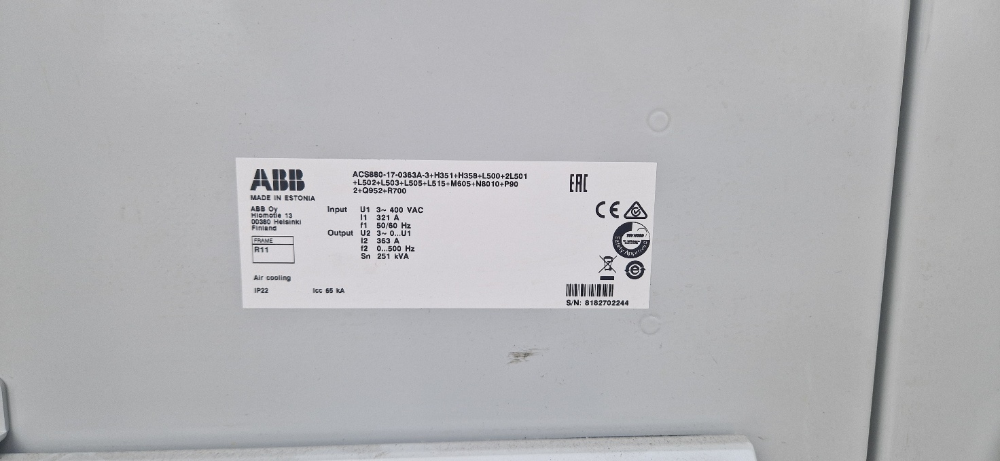 ABB
MADE IN ESTONIA
ABB Oy
Hiomotie 13
00380 Helsinki
Finland
FRAME
R11
Air cooling
IP22
Icc 65 kA
ACS880-17-0363A-3+H351+H358+L500+2L501
+L502+L503+L505+L515+M605+N8010+P90
2+Q952+R700
Input U1 3~ 400 VAC
I1 321 A
f1 50/60 Hz
Output U2 3~ 0...U1
I2 363 A
f2 0...500 Hz
Sn 251 kVA
EAC
CE
TÜV NORD
Safety Approved
S/N: 8182702244